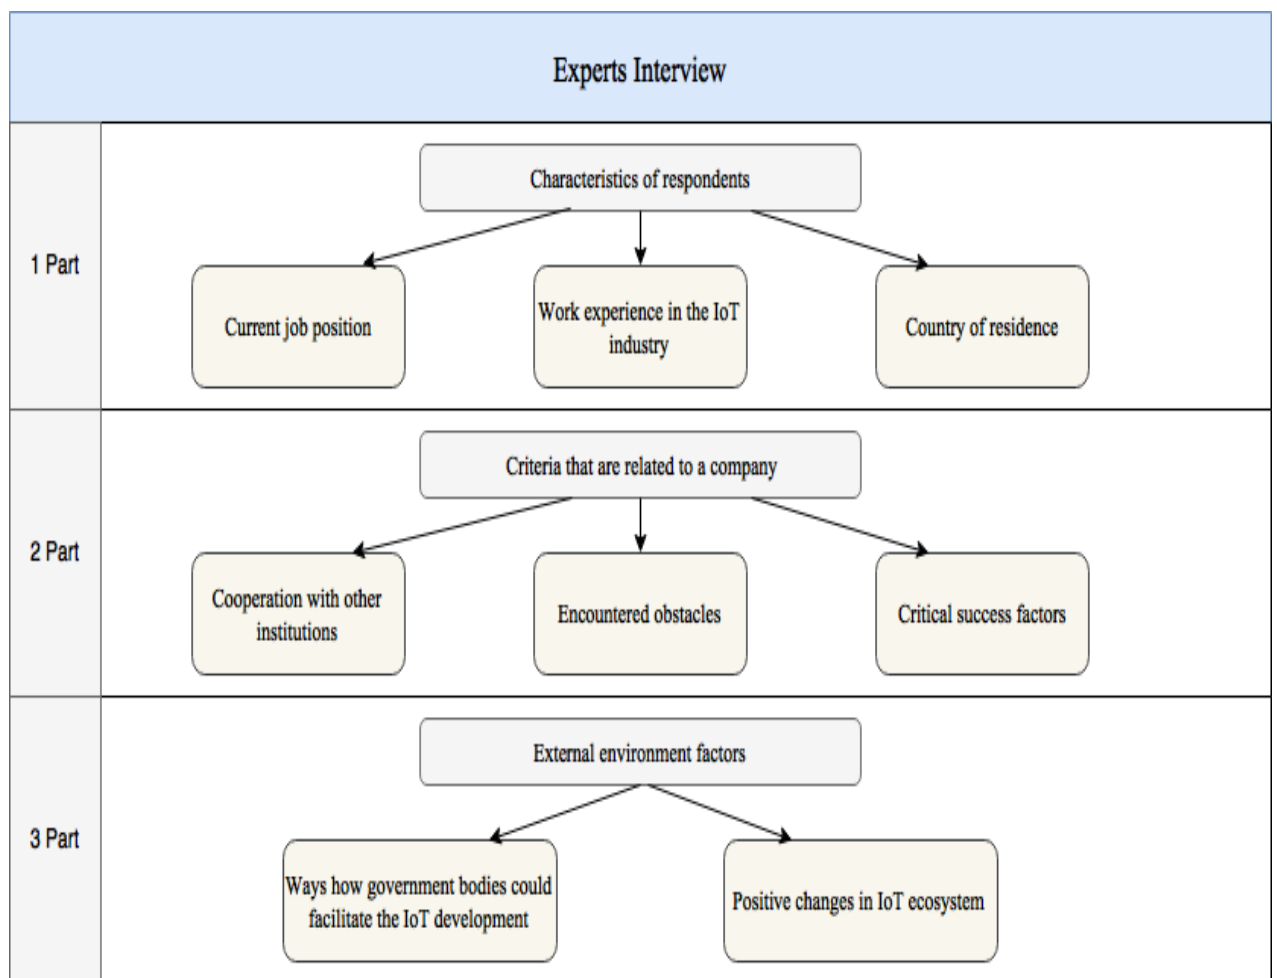 Experts Interview
1 Part
Characteristics of respondents
Current job position
Work experience in the IoT
industry
Country of residence
2 Part
Criteria that are related to a company
Cooperation with other
institutions
Encountered obstacles
Critical success factors
3 Part
External environment factors
Ways how government bodies could
facilitate the IoT development
Positive changes in IoT ecosystem